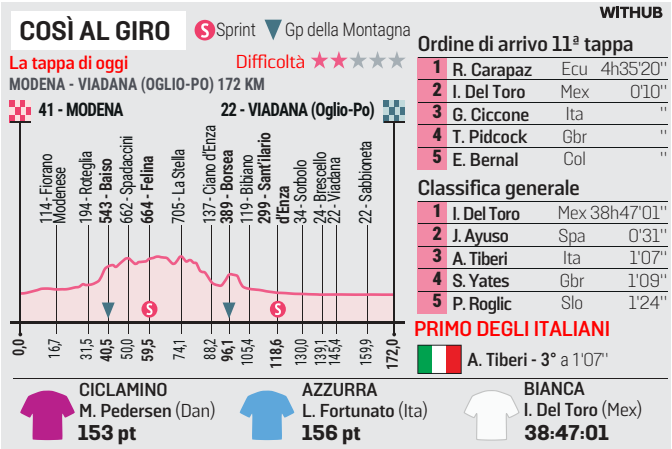 WITHUB
COSÌ AL GIRO
S Sprint
Gp della Montagna
La tappa di oggi
Difficoltà
MODENA - VIADANA (OGLIO-PO) 172 KM
41 - MODENA
22 - VIADANA (Oglio-Po)
114 - Fiorano
Modenese
194 - Roteglia
543 - Baiso
662 - Spadaccini
664 - Felina
705 - La Stella
137 - Ciano d'Enza
389 - Borsea
119 - Bibiano
299 - Sant'ilario
d'Enza
34 - Sorbolo
24 - Brescello
22 - Viadana
22 - Sabbioneta
S
S
0,0
16,7
31,5
40,5
50,0
59,5
74,1
88,2
96,1
105,4
118,6
130,0
139,1
145,4
159,9
172,0
Ordine di arrivo 11ª tappa
1 R. Carapaz Ecu 4h35'20"
2 I. Del Toro Mex 0'10"
3 G. Ciccone Ita "
4 T. Pidcock Gbr "
5 E. Bernal Col "
Classifica generale
1 I. Del Toro Mex 38h47'01"
2 J. Ayuso Spa 0'31"
3 A. Tiberi Ita 1'07"
4 S. Yates Gbr 1'09"
5 P. Roglic Slo 1'24"
PRIMO DEGLI ITALIANI
A. Tiberi - 3° a 1'07"
CICLAMINO
M. Pedersen (Dan)
153 pt
AZZURRA
L. Fortunato (Ita)
156 pt
BIANCA
I. Del Toro (Mex)
38:47:01